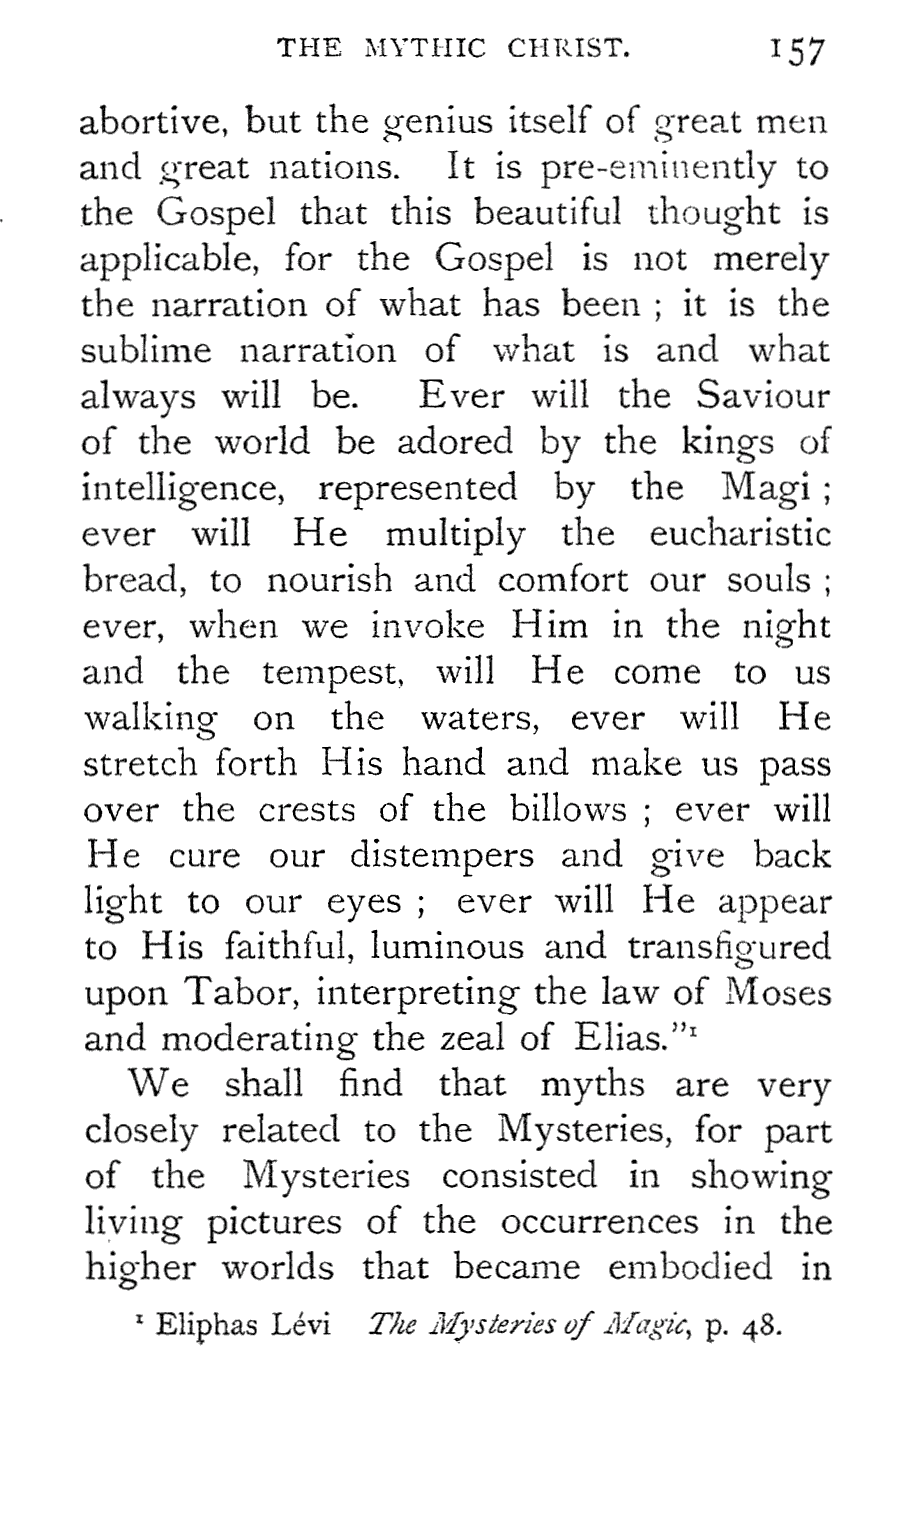 THE MYTHIC CHRIST. 157
abortive, but the genius itself of great men
and great nations. It is pre-eminently to
the Gospel that this beautiful thought is
applicable, for the Gospel is not merely
the narration of what has been ; it is the
sublime narration of what is and what
always will be. Ever will the Saviour
of the world be adored by the kings of
intelligence, represented by the Magi ;
ever will He multiply the eucharistic
bread, to nourish and comfort our souls ;
ever, when we invoke Him in the night
and the tempest, will He come to us
walking on the waters, ever will He
stretch forth His hand and make us pass
over the crests of the billows ; ever will
He cure our distempers and give back
light to our eyes ; ever will He appear
to His faithful, luminous and transfigured
upon Tabor, interpreting the law of Moses
and moderating the zeal of Elias."¹
We shall find that myths are very
closely related to the Mysteries, for part
of the Mysteries consisted in showing
living pictures of the occurrences in the
higher worlds that became embodied in
¹ Eliphas Lévi The Mysteries of Magic, p. 48.